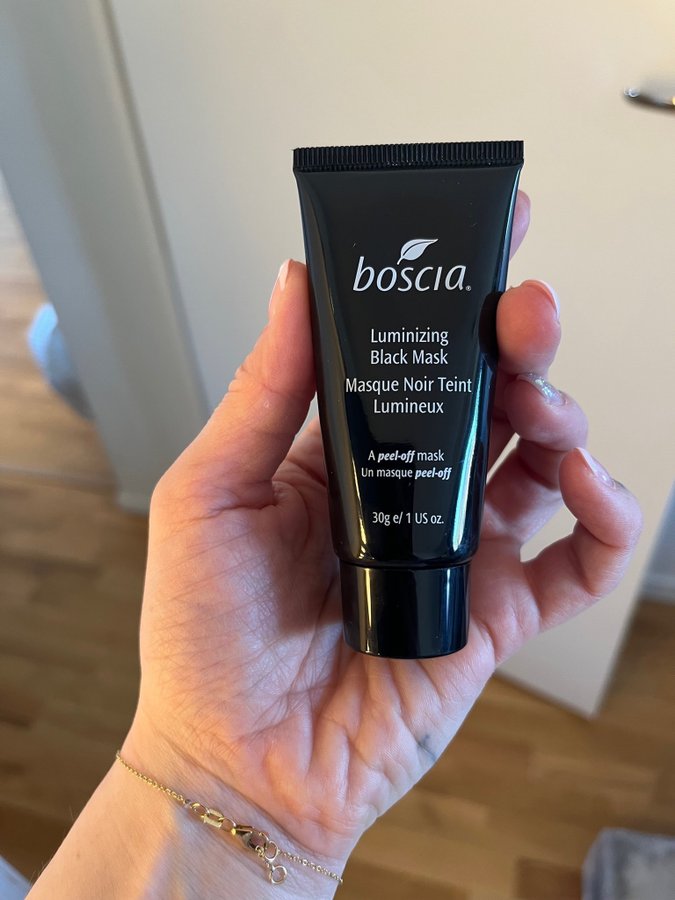 boscia®
Luminizing
Black Mask
Masque Noir Teint
Lumineux
A peel-off mask
Un masque peel-off
30g e/ 1 US oz.